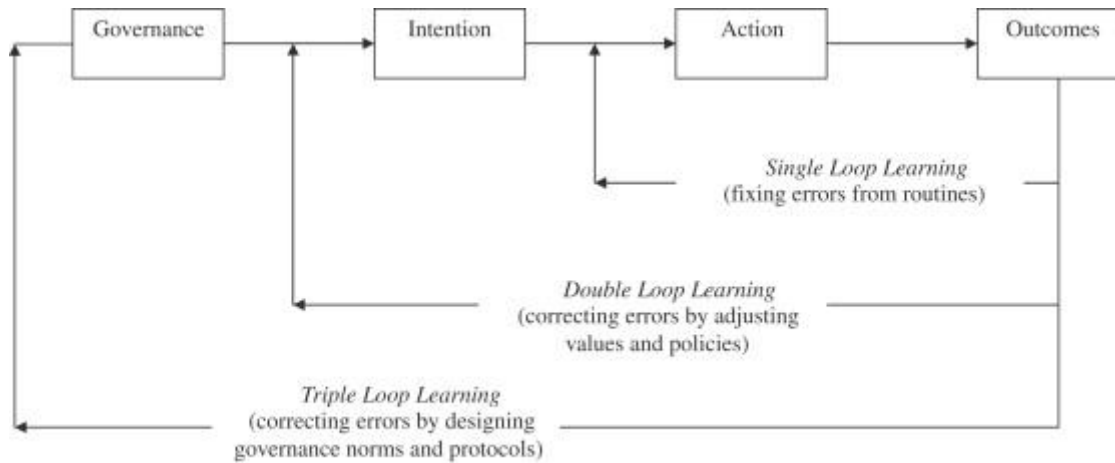 Governance
Intention
Action
Outcomes
Single Loop Learning
(fixing errors from routines)
Double Loop Learning
(correcting errors by adjusting
values and policies)
Triple Loop Learning
(correcting errors by designing
governance norms and protocols)